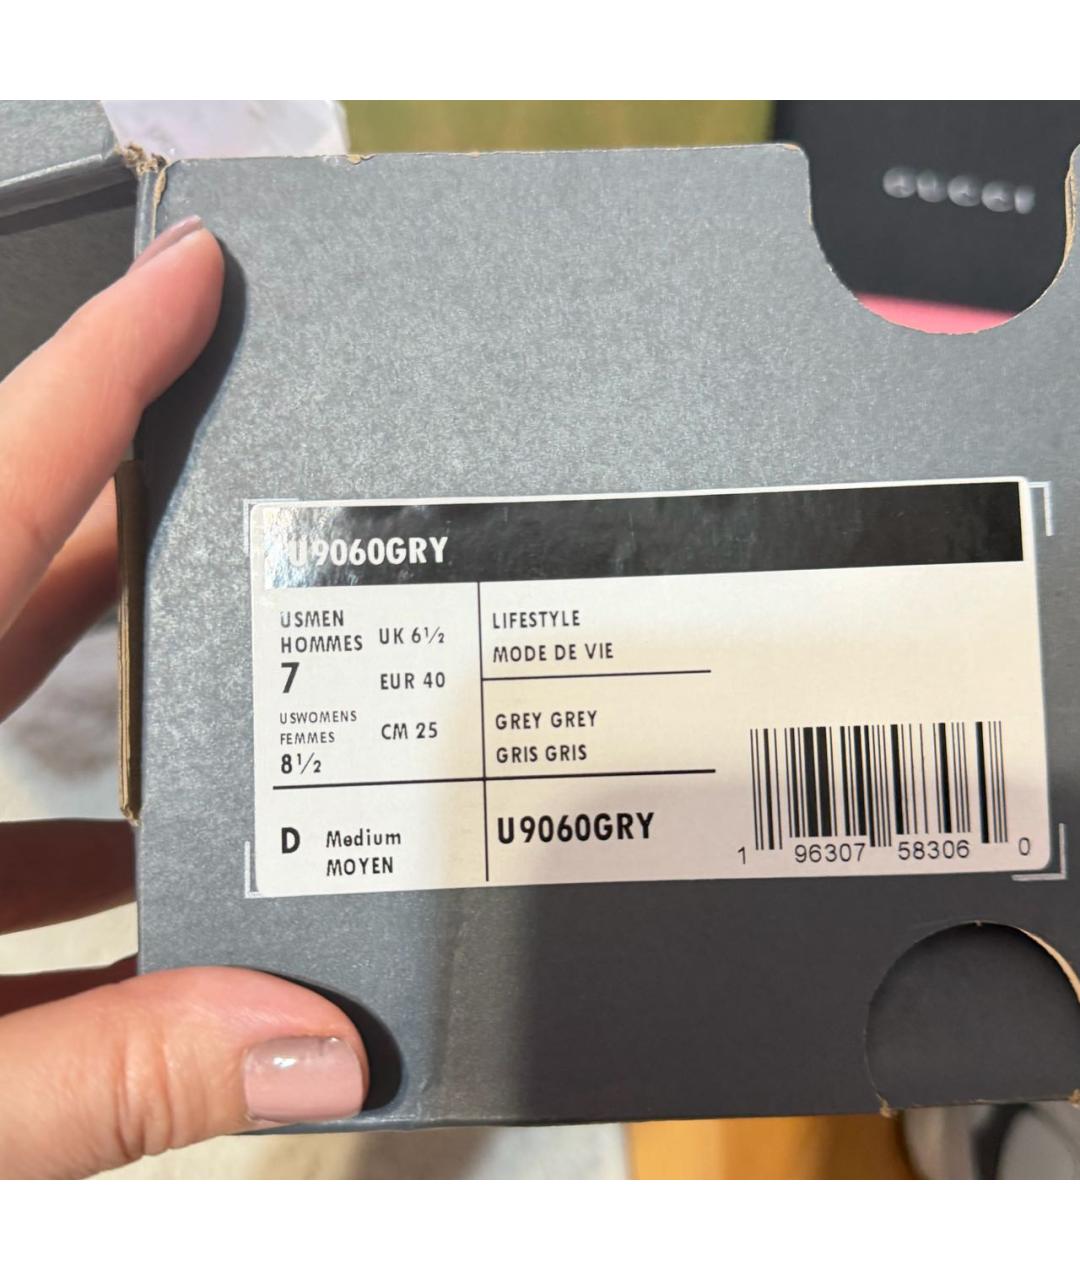 GUCCI
U9060GRY
USMEN
HOMMES
7
UK 6½
EUR 40
USWOMENS
FEMMES
8½
CM 25
LIFESTYLE
MODE DE VIE
GREY GREY
GRIS GRIS
D Medium
MOYEN
U9060GRY
1 96307 58306 0